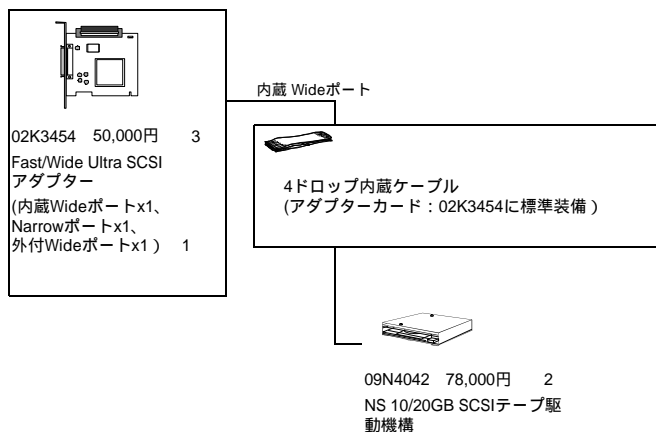 内蔵 Wideポート
02K3454 50,000円 3
Fast/Wide Ultra SCSI
アダプター
(内蔵Wideポートx1、
Narrowポートx1、
外付Wideポートx1 ) 1
4ドロップ内蔵ケーブル
(アダプターカード：02K3454に標準装備 )
09N4042 78,000円 2
NS 10/20GB SCSIテープ駆
動機構